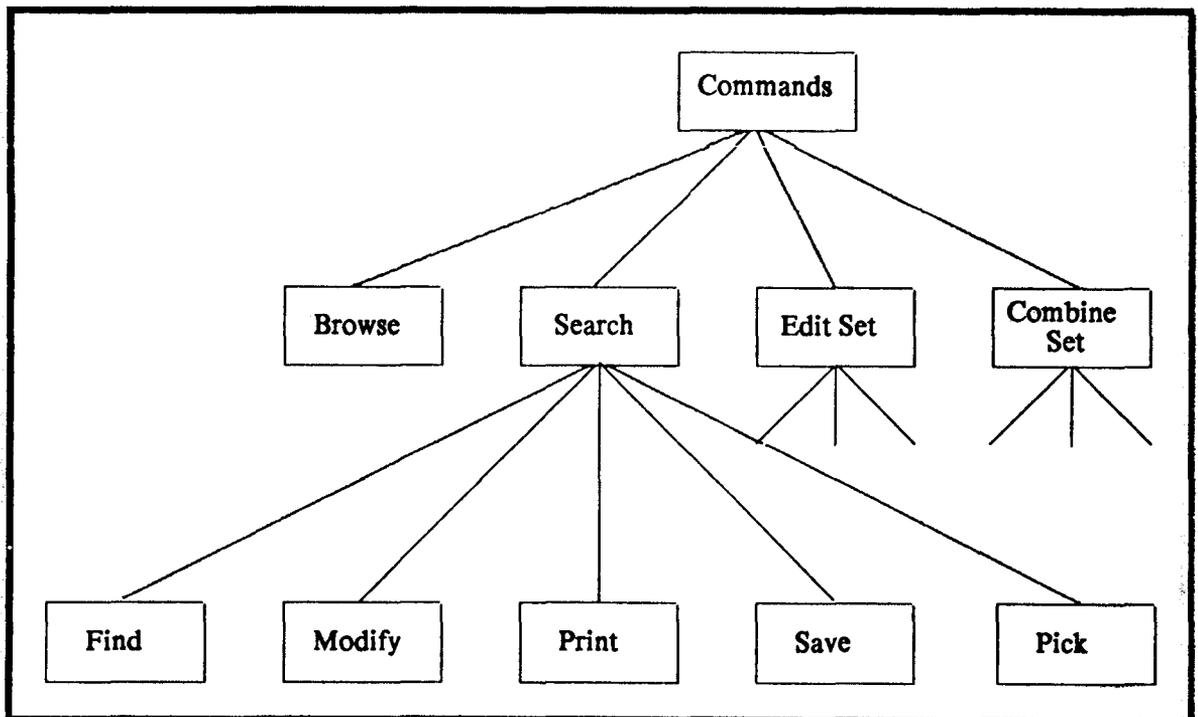 Commands
Browse
Search
Edit Set
Combine
Set
Find
Modify
Print
Save
Pick